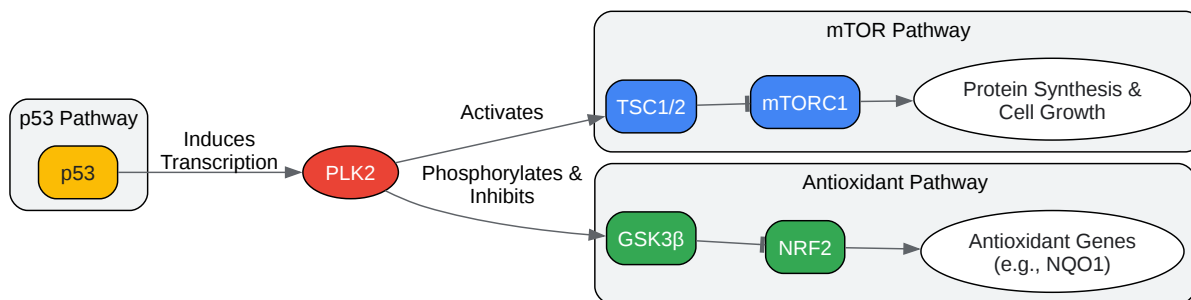 p53 Pathway
p53
Induces
Transcription
PLK2
Activates
Phosphorylates &
Inhibits
mTOR Pathway
TSC1/2
mTORC1
Protein Synthesis &
Cell Growth
Antioxidant Pathway
GSK3β
NRF2
Antioxidant Genes
(e.g., NQO1)